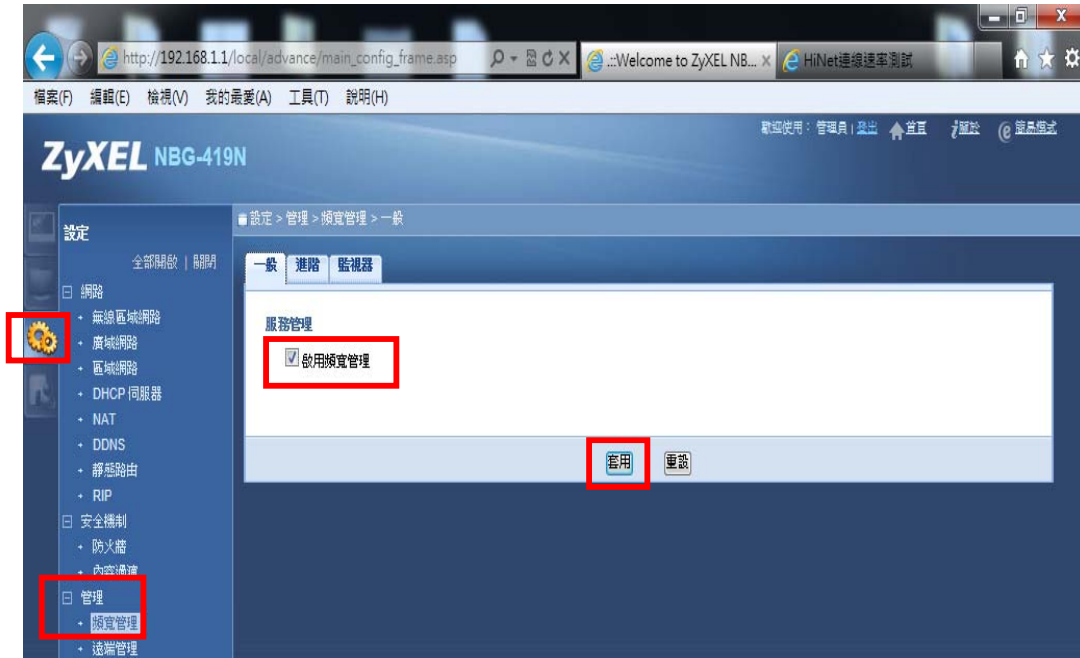 http://192.168.1.1/local/advance/main_config_frame.asp
.::Welcome to ZyXEL NB...
HiNet連線速率測試
檔案(F) 編輯(E) 檢視(V) 我的最愛(A) 工具(T) 說明(H)
歡迎使用: 管理員 | 登出 首頁 關於 簡易模式
ZyXEL NBG-419N
設定 > 管理 > 頻寬管理 > 一般
設定
全部開啟 | 關閉
一般 進階 監視器
網路
無線區域網路
廣域網路
區域網路
DHCP 伺服器
NAT
DDNS
靜態路由
RIP
安全機制
防火牆
內容過濾
管理
頻寬管理
遠端管理
服務管理
啟用頻寬管理
套用 重設